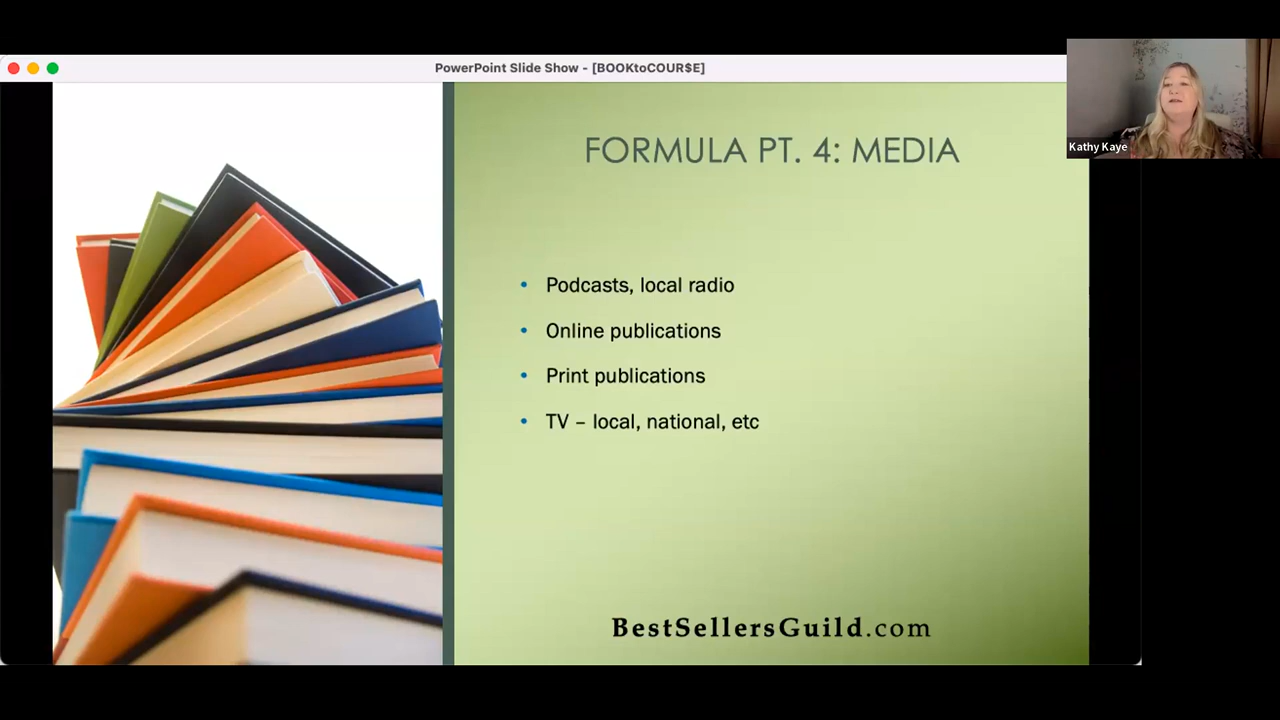 PowerPoint Slide Show - [BOOKtoCOUR$E]
Kathy Kaye
FORMULA PT. 4: MEDIA
• Podcasts, local radio
• Online publications
• Print publications
• TV – local, national, etc
BestSellersGuild.com